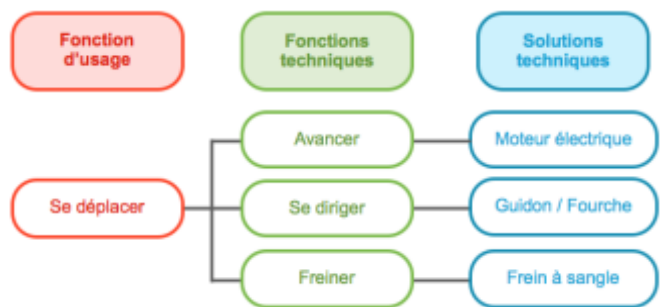 Fonction
d'usage
Fonctions
techniques
Solutions
techniques
Avancer
Moteur électrique
Se déplacer
Se diriger
Guidon / Fourche
Freiner
Frein à sangle